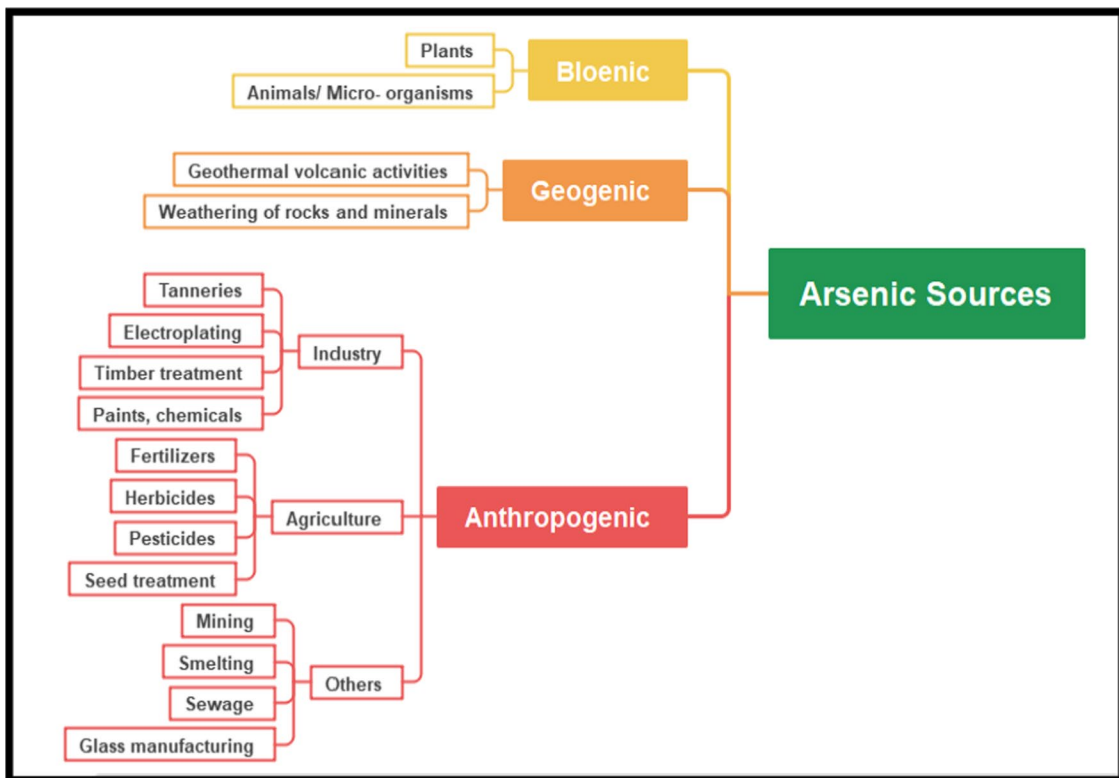 Plants
Bloenic
Animals/ Micro- organisms
Geothermal volcanic activities
Geogenic
Weathering of rocks and minerals
Arsenic Sources
Tanneries
Electroplating
Industry
Timber treatment
Paints, chemicals
Fertilizers
Herbicides
Agriculture
Anthropogenic
Pesticides
Seed treatment
Mining
Smelting
Others
Sewage
Glass manufacturing